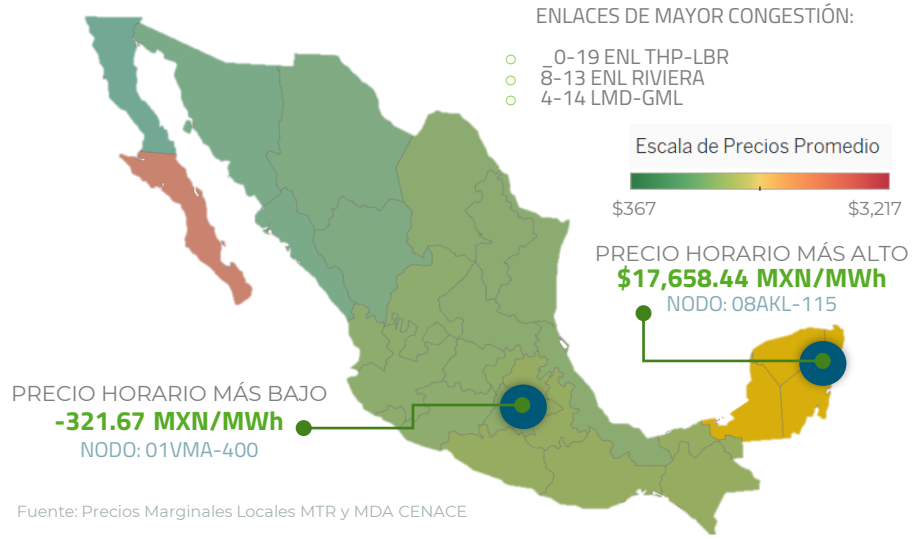 ENLACES DE MAYOR CONGESTIÓN:
_0-19 ENL THP-LBR
8-13 ENL RIVIERA
4-14 LMD-GML
Escala de Precios Promedio
$367
$3,217
PRECIO HORARIO MÁS ALTO
$17,658.44 MXN/MWh
NODO: 08AKL-115
PRECIO HORARIO MÁS BAJO
-321.67 MXN/MWh
NODO: 01VMA-400
Fuente: Precios Marginales Locales MTR y MDA CENACE